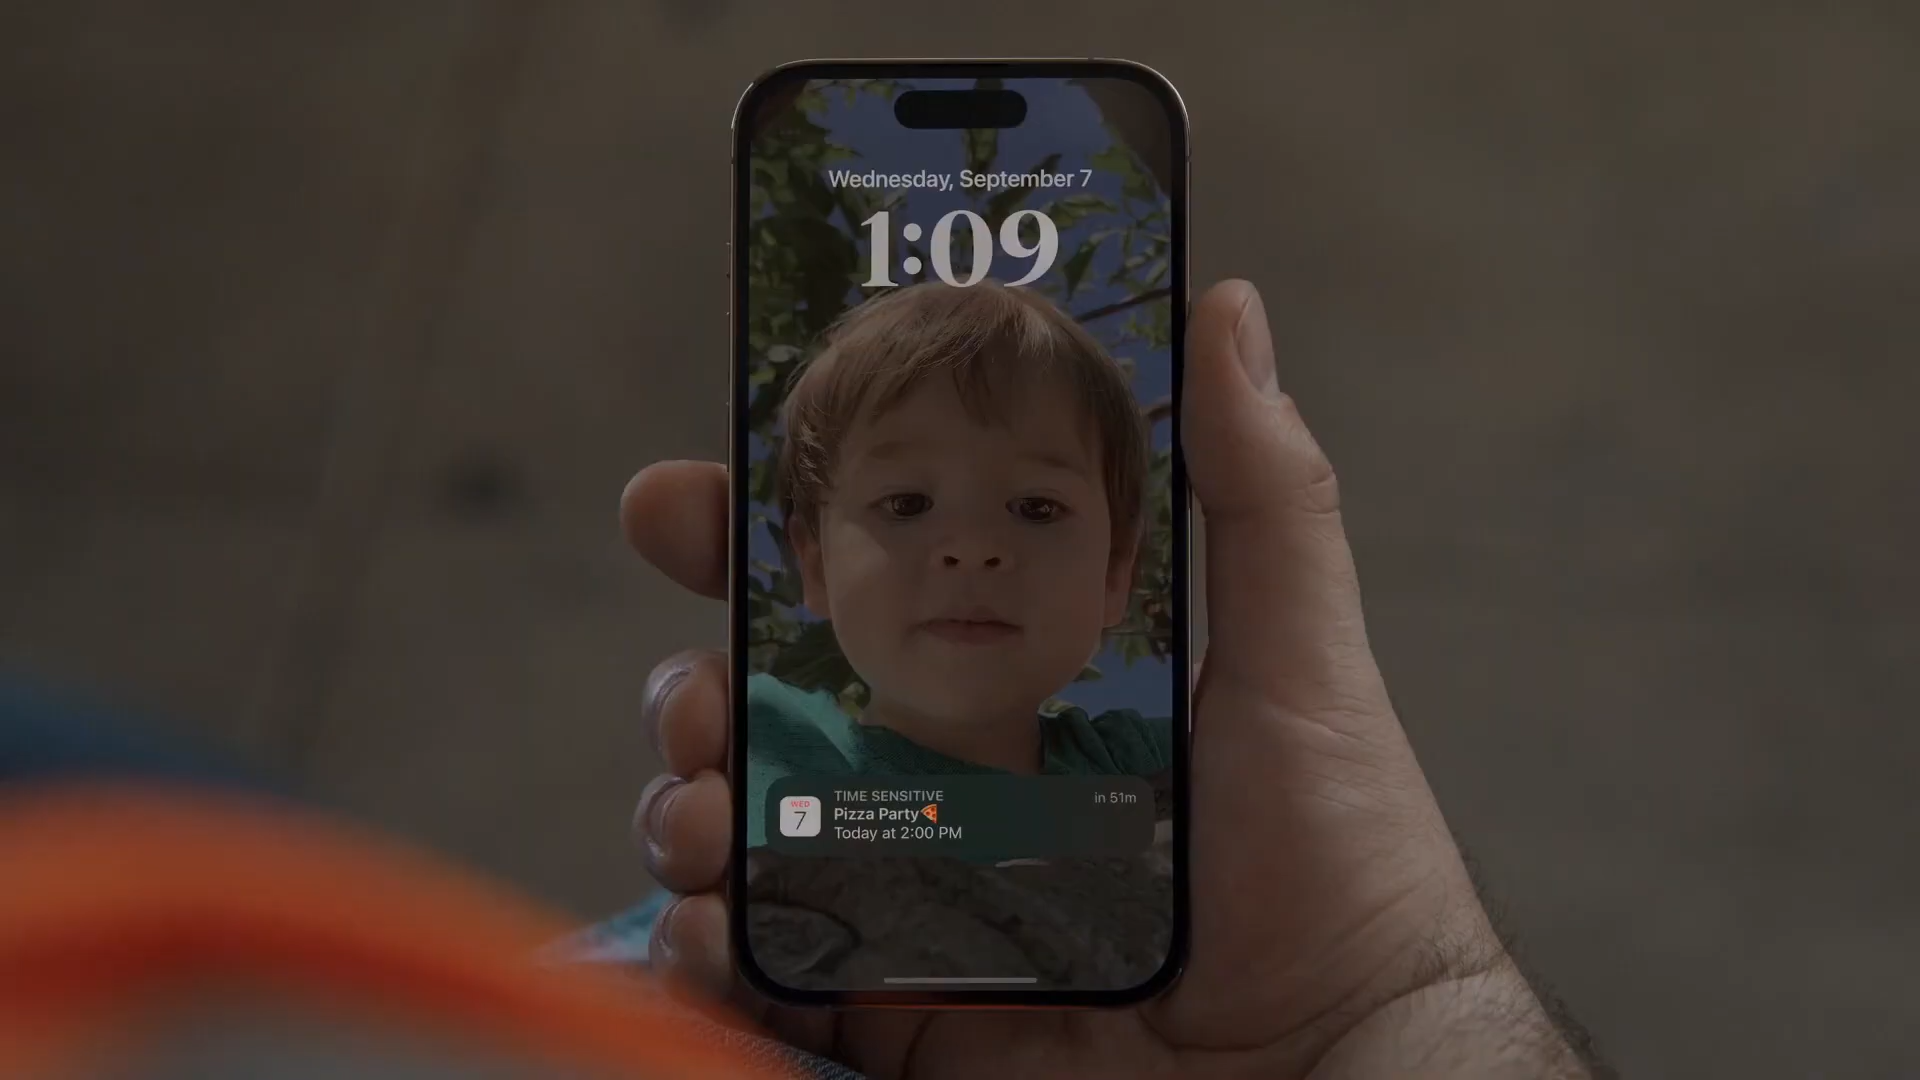 Wednesday, September 7
1:09
TIME SENSITIVE
in 51m
WED
7
Pizza Party🍕
Today at 2:00 PM